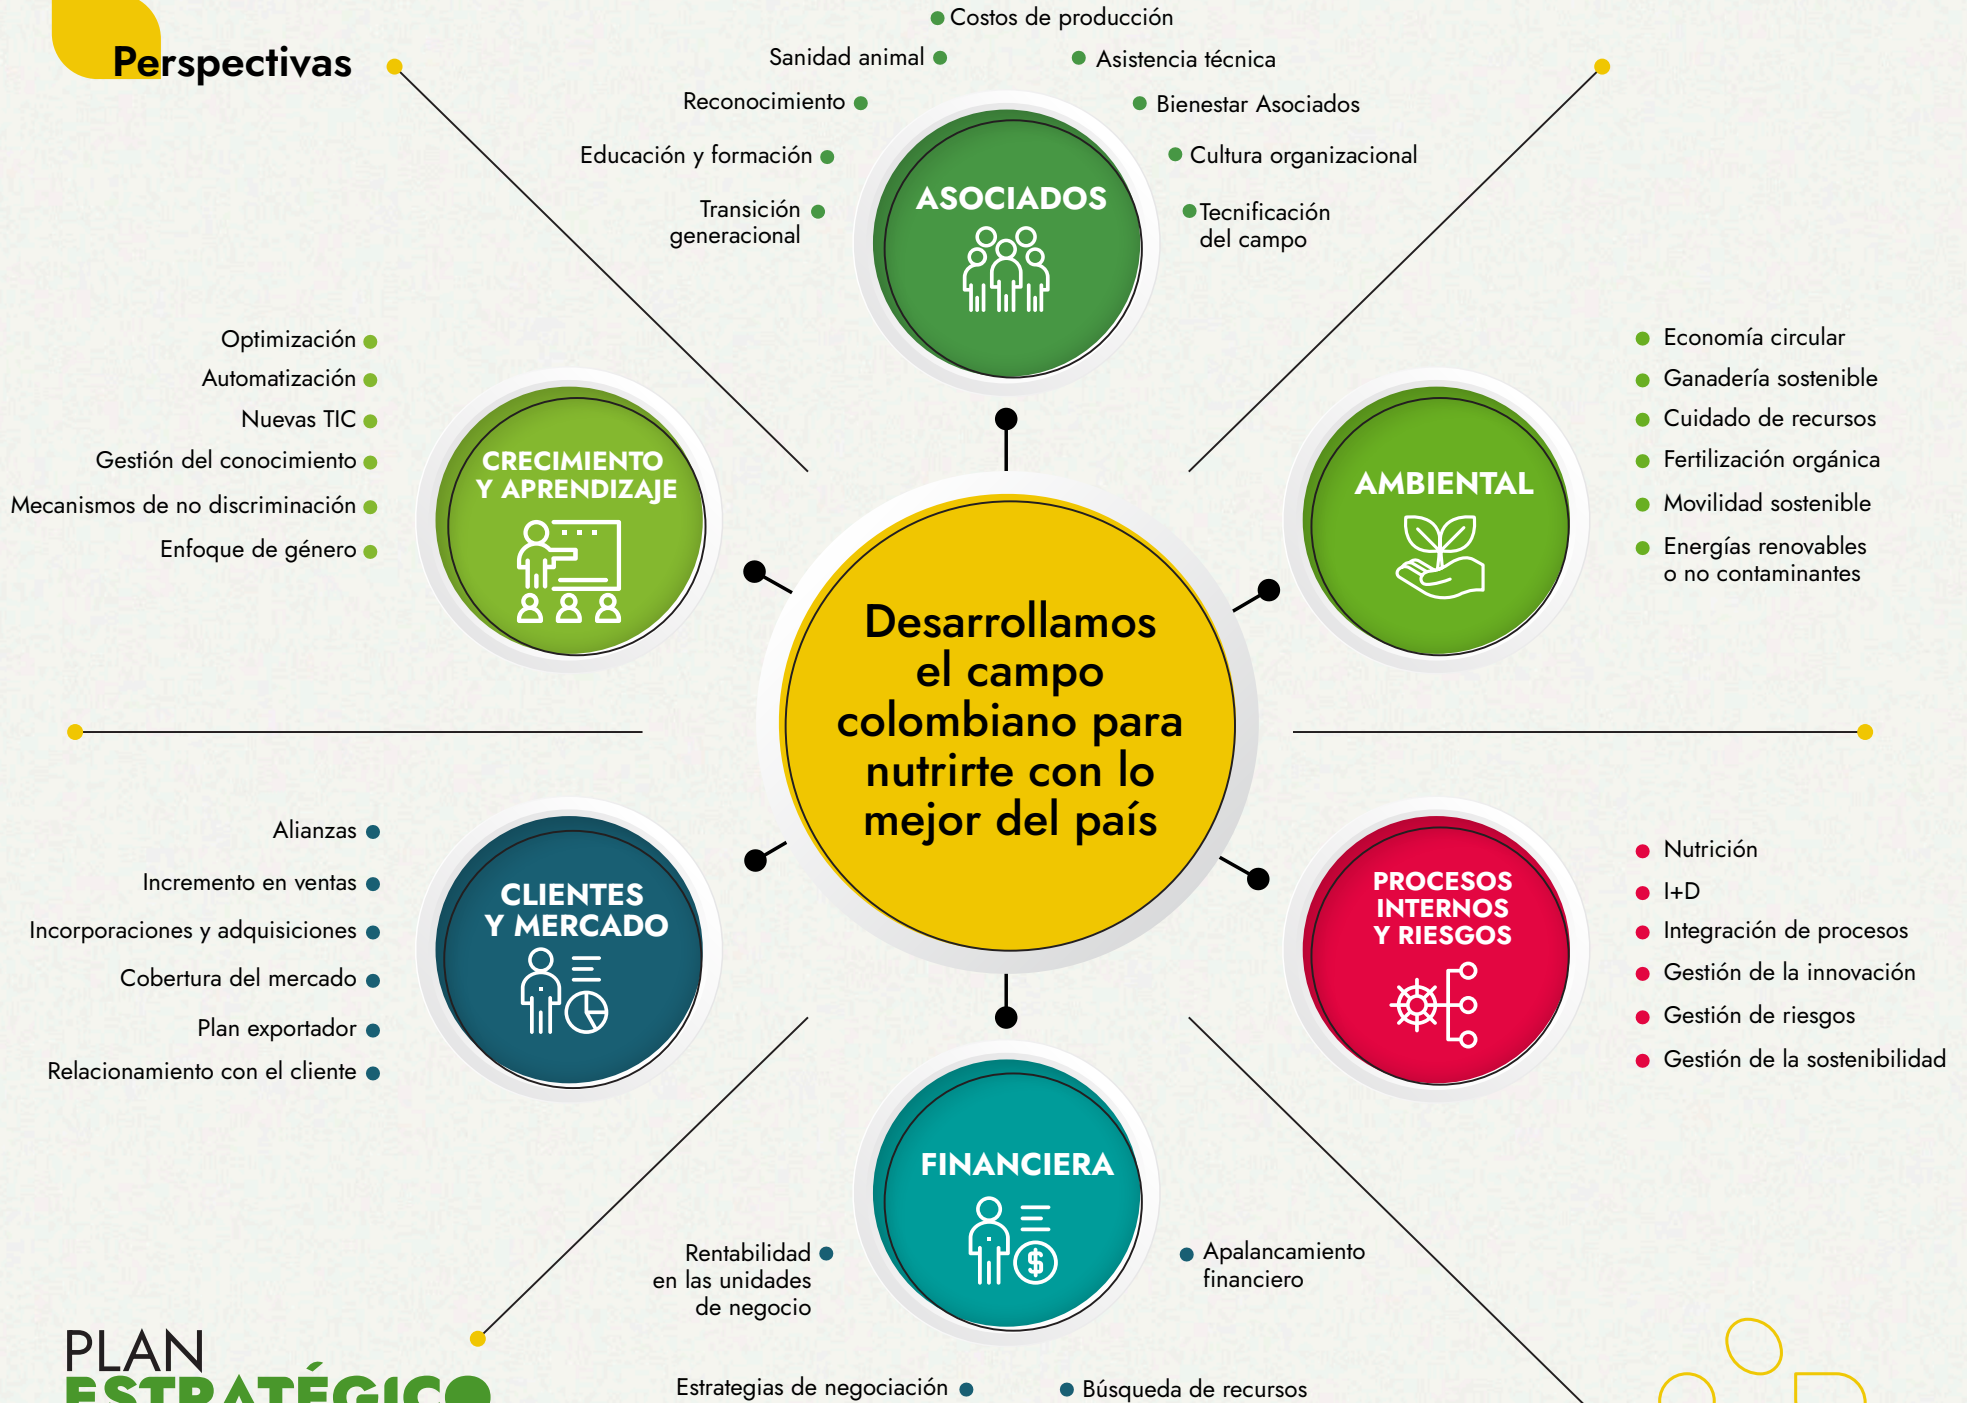 Perspectivas
Costos de producción
Sanidad animal
Asistencia técnica
Reconocimiento
Bienestar Asociados
Educación y formación
Cultura organizacional
Transición
generacional
Tecnificación
del campo
ASOCIADOS
Optimización
Automatización
Nuevas TIC
Gestión del conocimiento
Mecanismos de no discriminación
Enfoque de género
CRECIMIENTO
Y APRENDIZAJE
AMBIENTAL
Economía circular
Ganadería sostenible
Cuidado de recursos
Fertilización orgánica
Movilidad sostenible
Energías renovables
o no contaminantes
Desarrollamos
el campo
colombiano para
nutrirte con lo
mejor del país
Alianzas
Incremento en ventas
Incorporaciones y adquisiciones
Cobertura del mercado
Plan exportador
Relacionamiento con el cliente
CLIENTES
Y MERCADO
PROCESOS
INTERNOS
Y RIESGOS
Nutrición
I+D
Integración de procesos
Gestión de la innovación
Gestión de riesgos
Gestión de la sostenibilidad
FINANCIERA
$
Rentabilidad
en las unidades
de negocio
Apalancamiento
financiero
Estrategias de negociación
Búsqueda de recursos
PLAN
ESTRATÉGICO